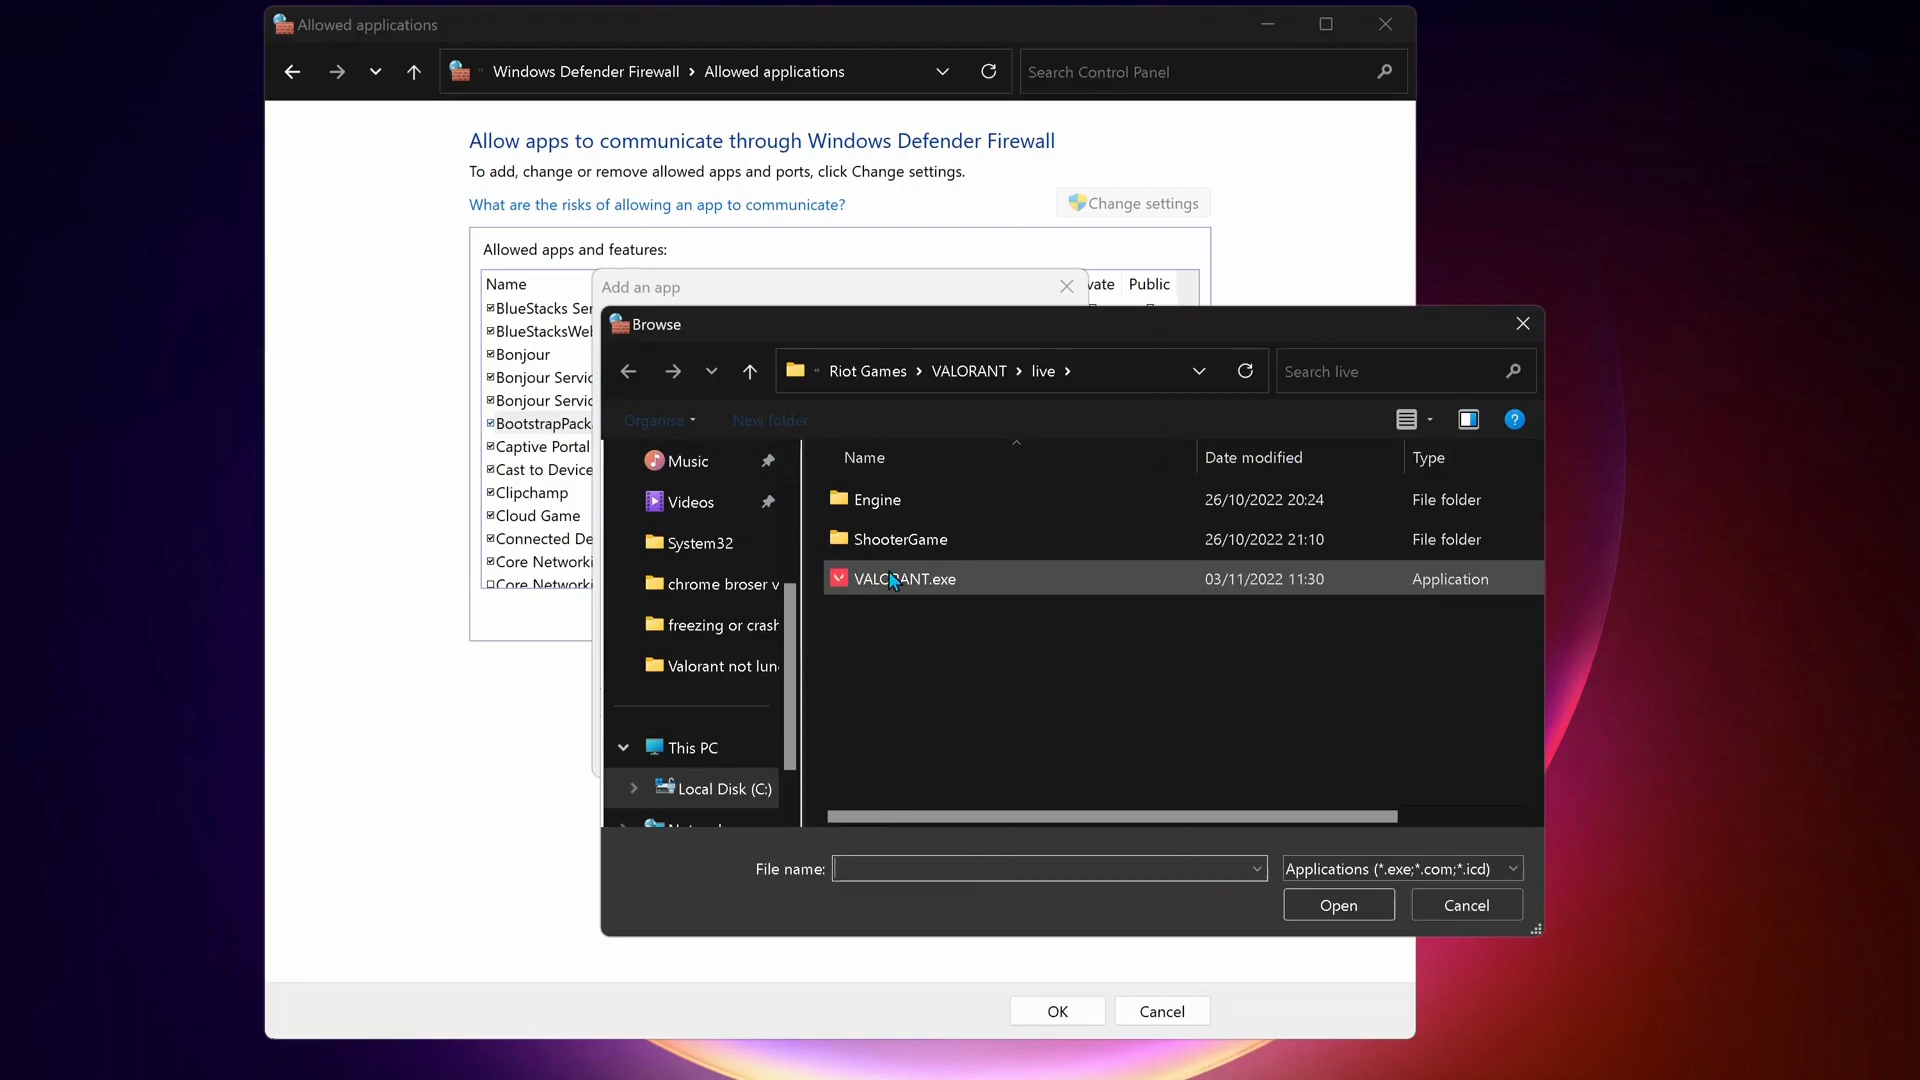 Allowed applications
Windows Defender Firewall › Allowed applications
Search Control Panel
Allow apps to communicate through Windows Defender Firewall
To add, change or remove allowed apps and ports, click Change settings.
What are the risks of allowing an app to communicate?
Change settings
Allowed apps and features:
Name
vate Public
BlueStacks Ser
BlueStacksWeb
Bonjour
Bonjour Servic
Bonjour Servic
BootstrapPack
Captive Portal
Cast to Device
Clipchamp
Cloud Game
Connected De
Core Networki
Core Networki
Add an app
Browse
Riot Games › VALORANT › live ›
Search live
Organise
New folder
Music
Videos
System32
chrome broser v
freezing or crash
Valorant not lun
This PC
Local Disk (C:)
Name Date modified Type
Engine 26/10/2022 20:24 File folder
ShooterGame 26/10/2022 21:10 File folder
VALORANT.exe 03/11/2022 11:30 Application
File name:
Applications (*.exe;*.com;*.icd)
Open Cancel
OK Cancel